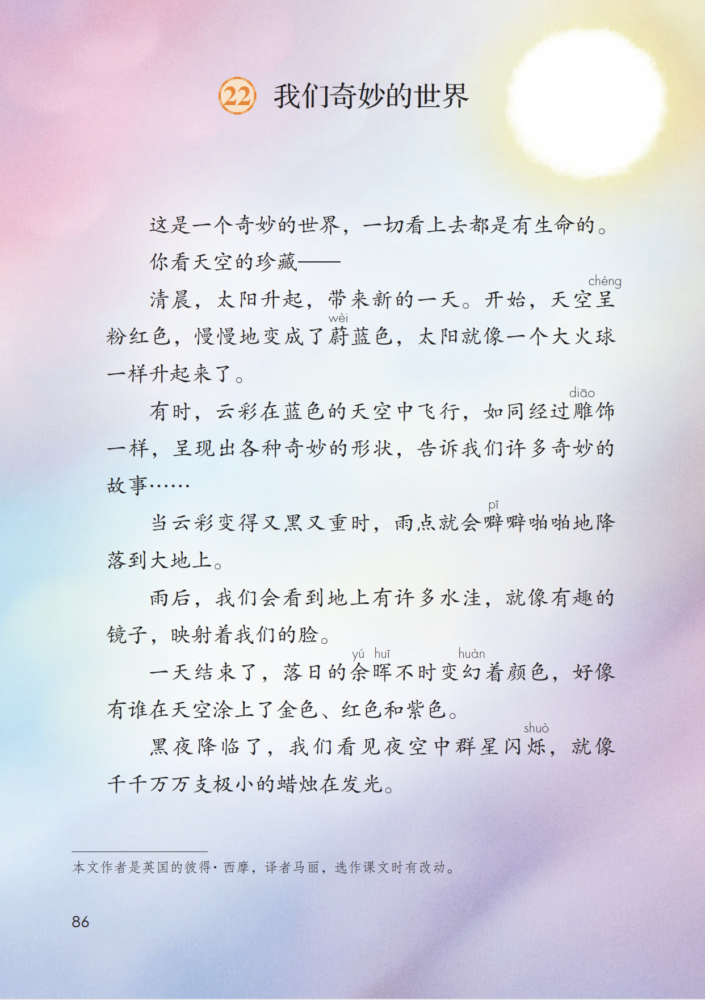 22 我们奇妙的世界
这是一个奇妙的世界，一切看上去都是有生命的。
你看天空的珍藏——
chéng
清晨，太阳升起，带来新的一天。开始，天空呈
wèi
粉红色，慢慢地变成了蔚蓝色，太阳就像一个大火球
一样升起来了。
diāo
有时，云彩在蓝色的天空中飞行，如同经过雕饰
一样，呈现出各种奇妙的形状，告诉我们许多奇妙的
故事……
pī
当云彩变得又黑又重时，雨点就会噼噼啪啪地降
落到大地上。
雨后，我们会看到地上有许多水洼，就像有趣的
镜子，映射着我们的脸。
yú huī huàn
一天结束了，落日的余晖不时变幻着颜色，好像
有谁在天空涂上了金色、红色和紫色。
shuò
黑夜降临了，我们看见夜空中群星闪烁，就像
千千万万支极小的蜡烛在发光。
本文作者是英国的彼得·西摩，译者马丽，选作课文时有改动。
86